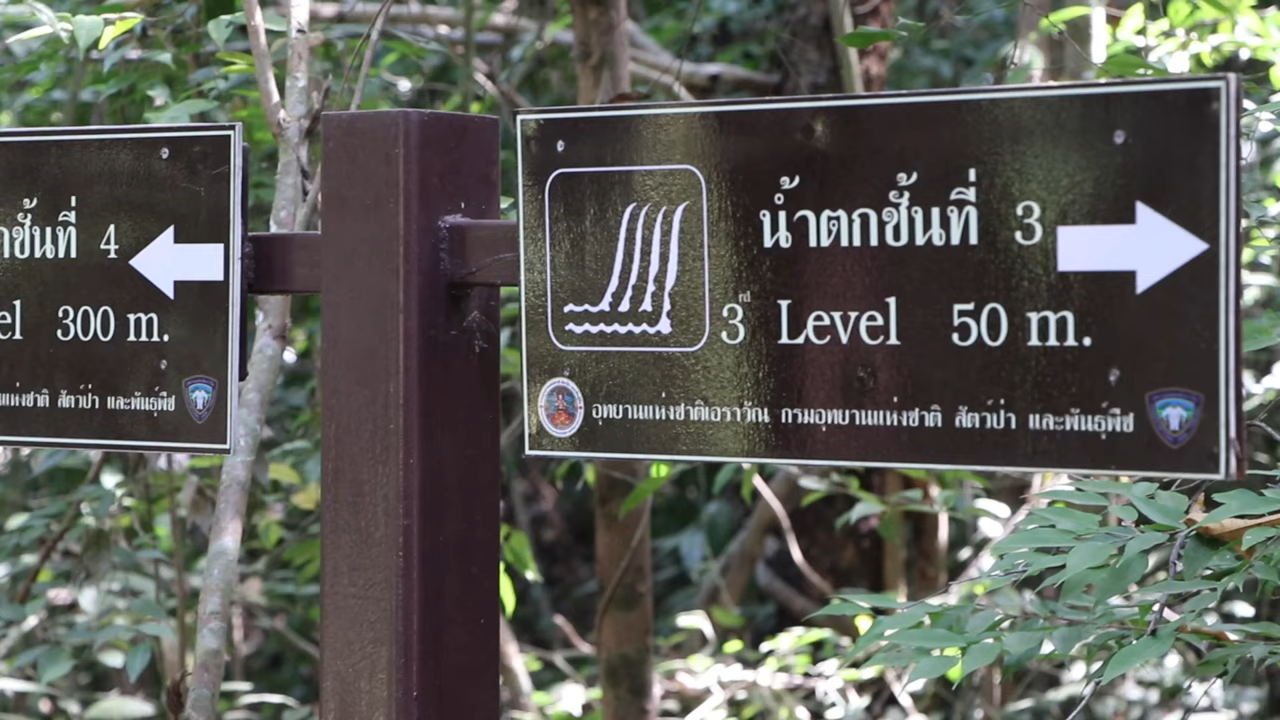 ชั้นที่ 4
300 m.
แห่งชาติ สัตว์ป่า และพันธุ์พืช
น้ำตกชั้นที่ 3
3rd Level 50 m.
อุทยานแห่งชาติเอราวัณ กรมอุทยานแห่งชาติ สัตว์ป่า และพันธุ์พืช